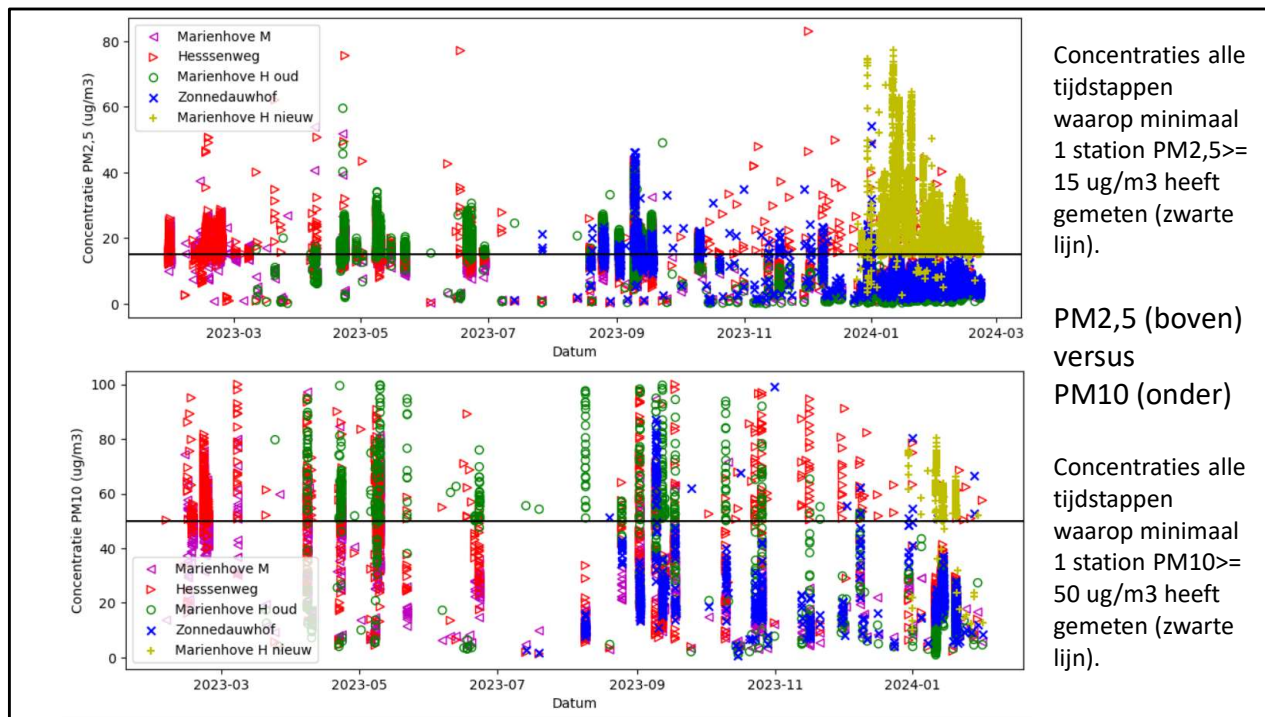 Concentratie PM2,5 (ug/m3)
80
60
40
20
0
Marienhove M
Hesssenweg
Marienhove H oud
Zonnedauwhof
Marienhove H nieuw
2023-03
2023-05
2023-07
2023-09
2023-11
2024-01
2024-03
Datum
Concentratie PM10 (ug/m3)
100
80
60
40
20
0
Marienhove M
Hesssenweg
Marienhove H oud
Zonnedauwhof
Marienhove H nieuw
2023-03
2023-05
2023-07
2023-09
2023-11
2024-01
Datum
Concentraties alle
tijdstappen
waarop minimaal
1 station PM2,5>=
15 ug/m3 heeft
gemeten (zwarte
lijn).
PM2,5 (boven)
versus
PM10 (onder)
Concentraties alle
tijdstappen
waarop minimaal
1 station PM10>=
50 ug/m3 heeft
gemeten (zwarte
lijn).